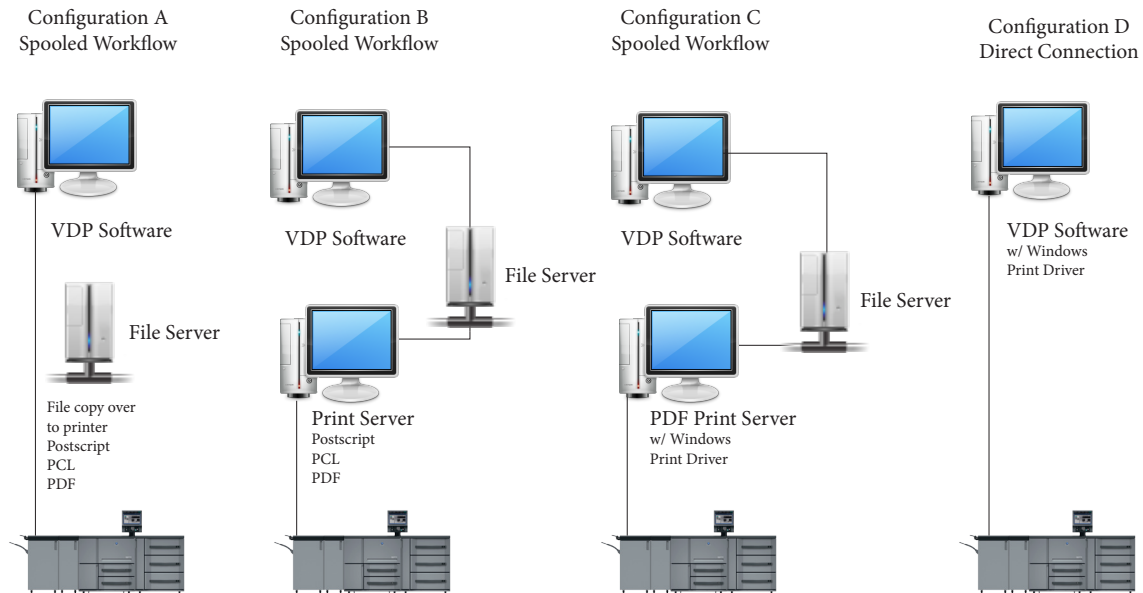 Configuration A
Spooled Workflow
VDP Software
File Server
File copy over
to printer
Postscript
PCL
PDF
Configuration B
Spooled Workflow
VDP Software
File Server
Print Server
Postscript
PCL
PDF
Configuration C
Spooled Workflow
VDP Software
File Server
PDF Print Server
w/ Windows
Print Driver
Configuration D
Direct Connection
VDP Software
w/ Windows
Print Driver